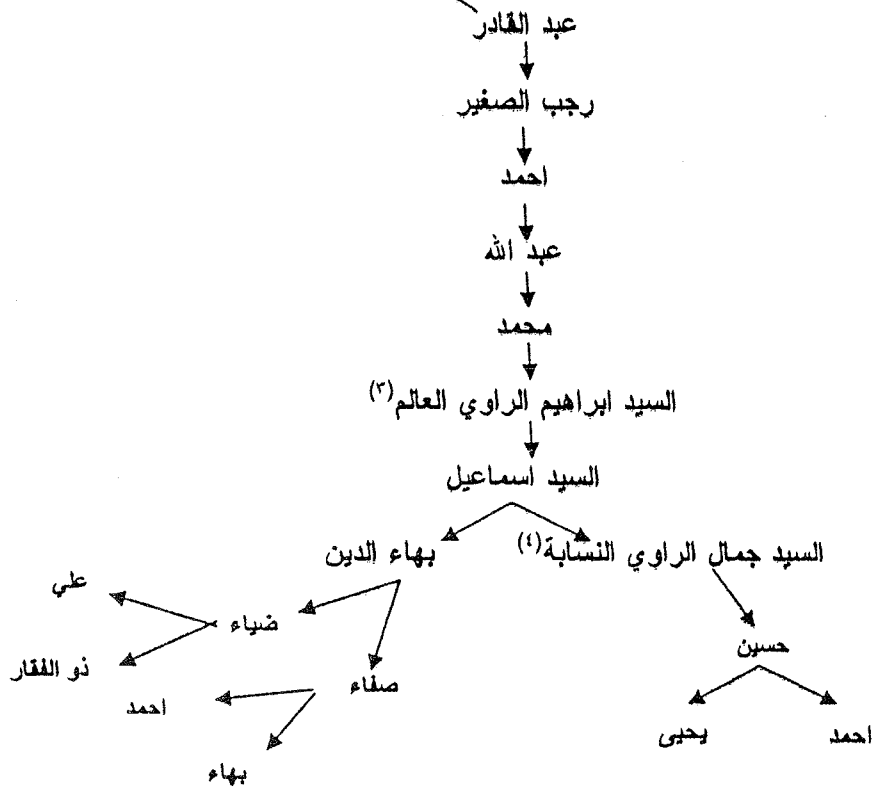 عبد القادر
رجب الصغير
احمد
عبد الله
محمد
السيد ابراهيم الراوي العالم(٣)
السيد اسماعيل
السيد جمال الراوي النسابة(٤)
بهاء الدين
علي
ضياء
حسين
ذو الفقار
صفاء
احمد
احمد
يحيى
بهاء